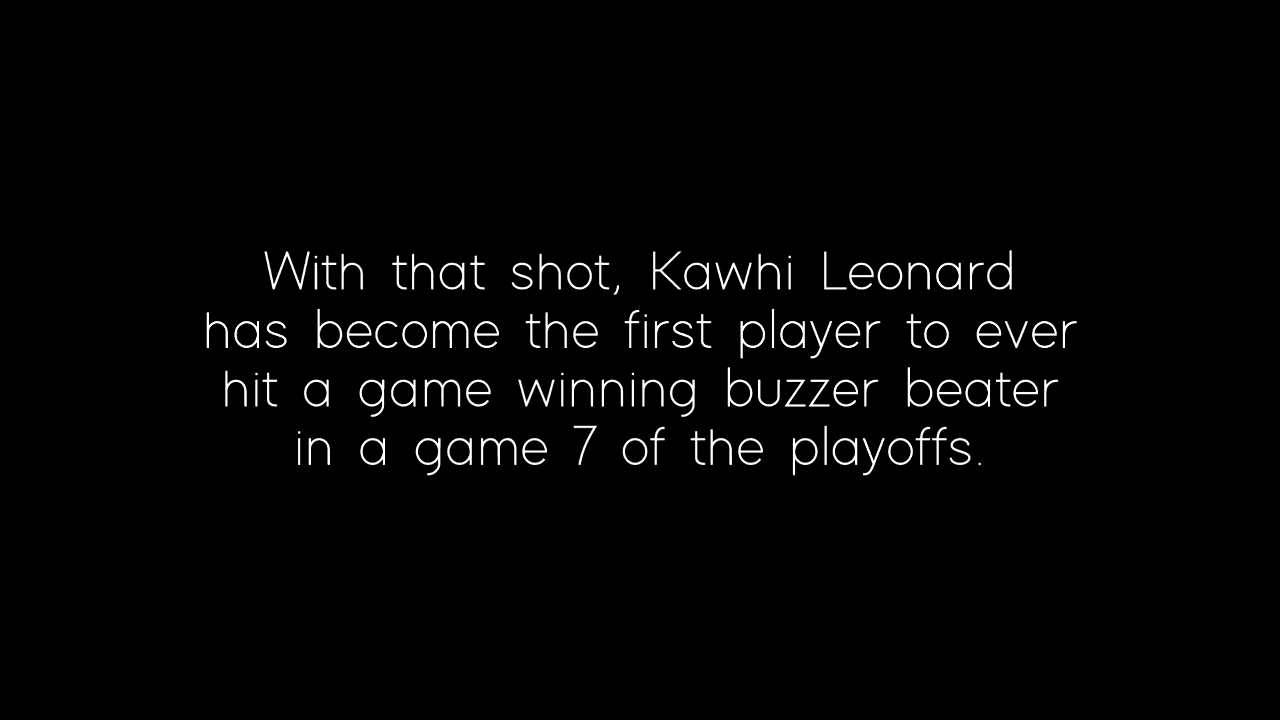 With that shot, Kawhi Leonard
has become the first player to ever
hit a game winning buzzer beater
in a game 7 of the playoffs.